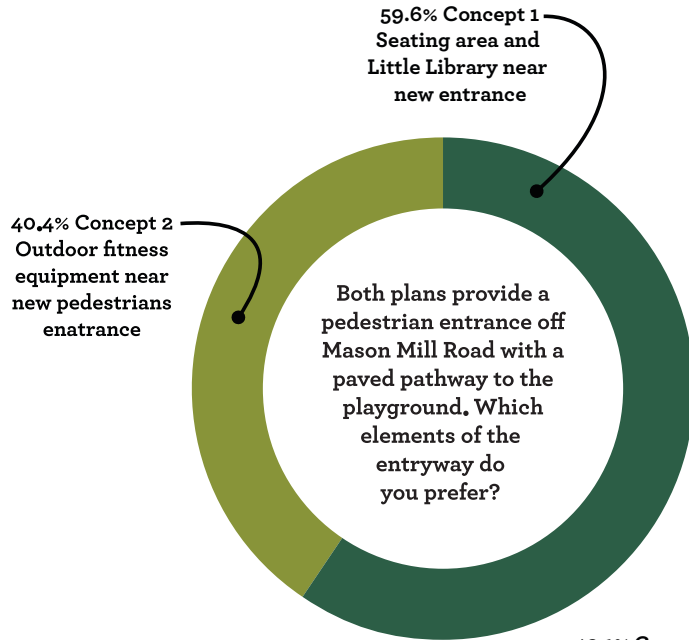 59.6% Concept 1
Seating area and
Little Library near
new entrance
40.4% Concept 2
Outdoor fitness
equipment near
new pedestrians
enatrance
Both plans provide a
pedestrian entrance off
Mason Mill Road with a
paved pathway to the
playground. Which
elements of the
entryway do
you prefer?